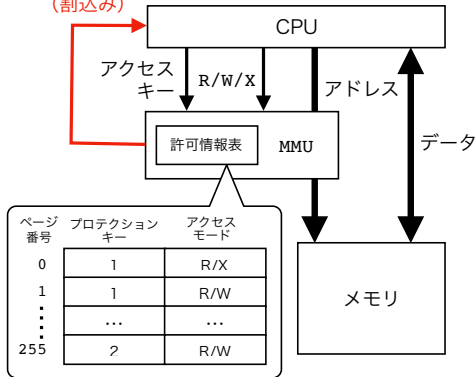 (割込み)
CPU
アクセス
キー
R/W/X
アドレス
データ
許可情報表
MMU
ページ
番号
プロテクション
キー
アクセス
モード
0
1
R/X
1
1
R/W
…
…
255
2
R/W
メモリ